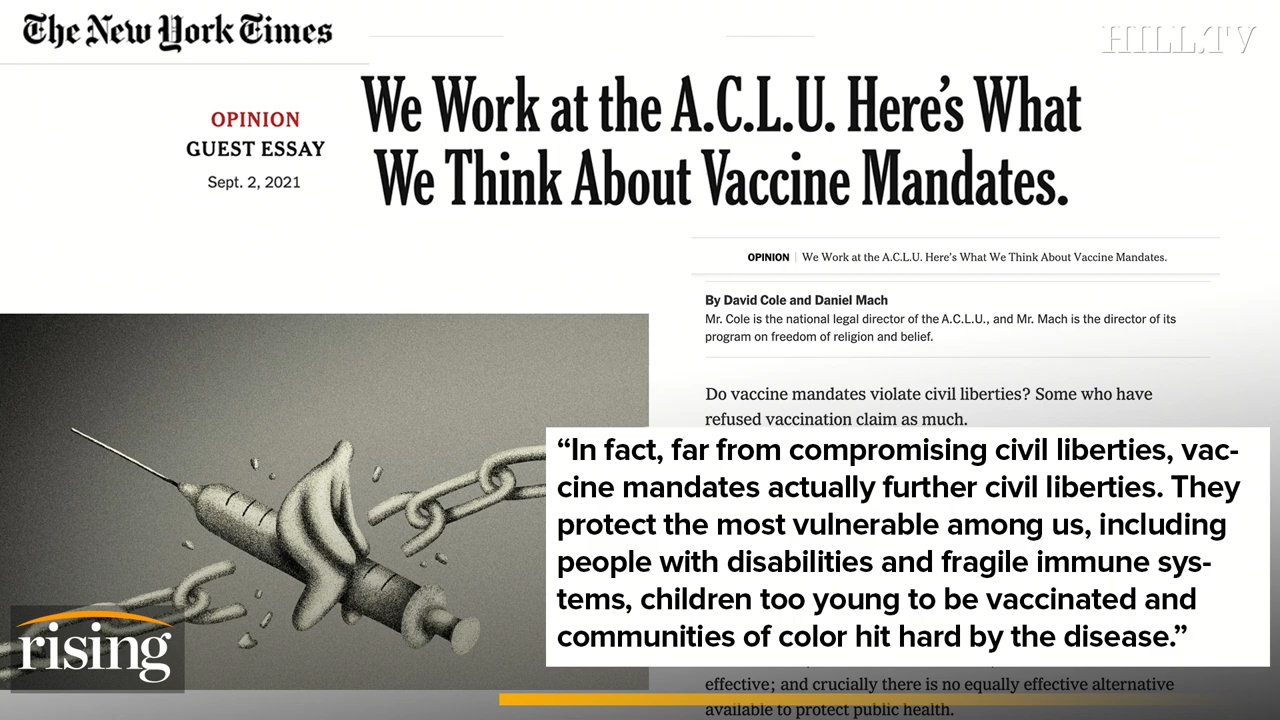 The New York Times
HILL.TV
OPINION
GUEST ESSAY
Sept. 2, 2021
We Work at the A.C.L.U. Here’s What
We Think About Vaccine Mandates.
OPINION | We Work at the A.C.L.U. Here’s What We Think About Vaccine Mandates.
By David Cole and Daniel Mach
Mr. Cole is the national legal director of the A.C.L.U., and Mr. Mach is the director of its
program on freedom of religion and belief.
Do vaccine mandates violate civil liberties? Some who have
refused vaccination claim as much.
“In fact, far from compromising civil liberties, vac-
cine mandates actually further civil liberties. They
protect the most vulnerable among us, including
people with disabilities and fragile immune sys-
tems, children too young to be vaccinated and
communities of color hit hard by the disease.”
effective; and crucially there is no equally effective alternative
available to protect public health.
rising